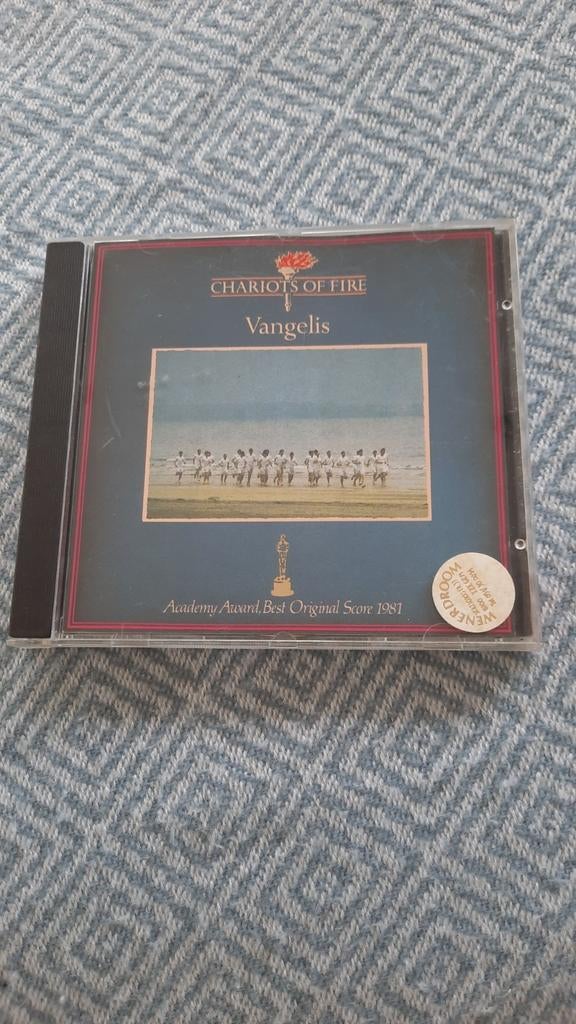 CHARIOTS OF FIRE
Vangelis
Academy Award, Best Original Score 1981
WENERDROOM